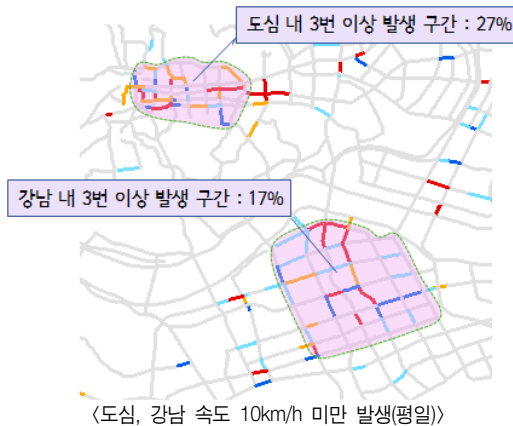 도심 내 3번 이상 발생 구간 : 27%
강남 내 3번 이상 발생 구간 : 17%
〈도심, 강남 속도 10km/h 미만 발생(평일)〉